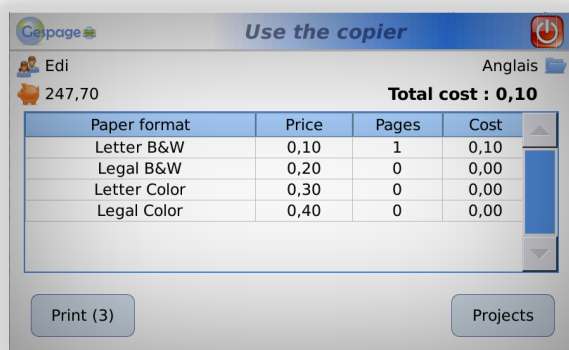 Gespage
Use the copier
Edi
Anglais
247,70
Total cost : 0,10
Paper format Price Pages Cost
Letter B&W 0,10 1 0,10
Legal B&W 0,20 0 0,00
Letter Color 0,30 0 0,00
Legal Color 0,40 0 0,00
Print (3)
Projects